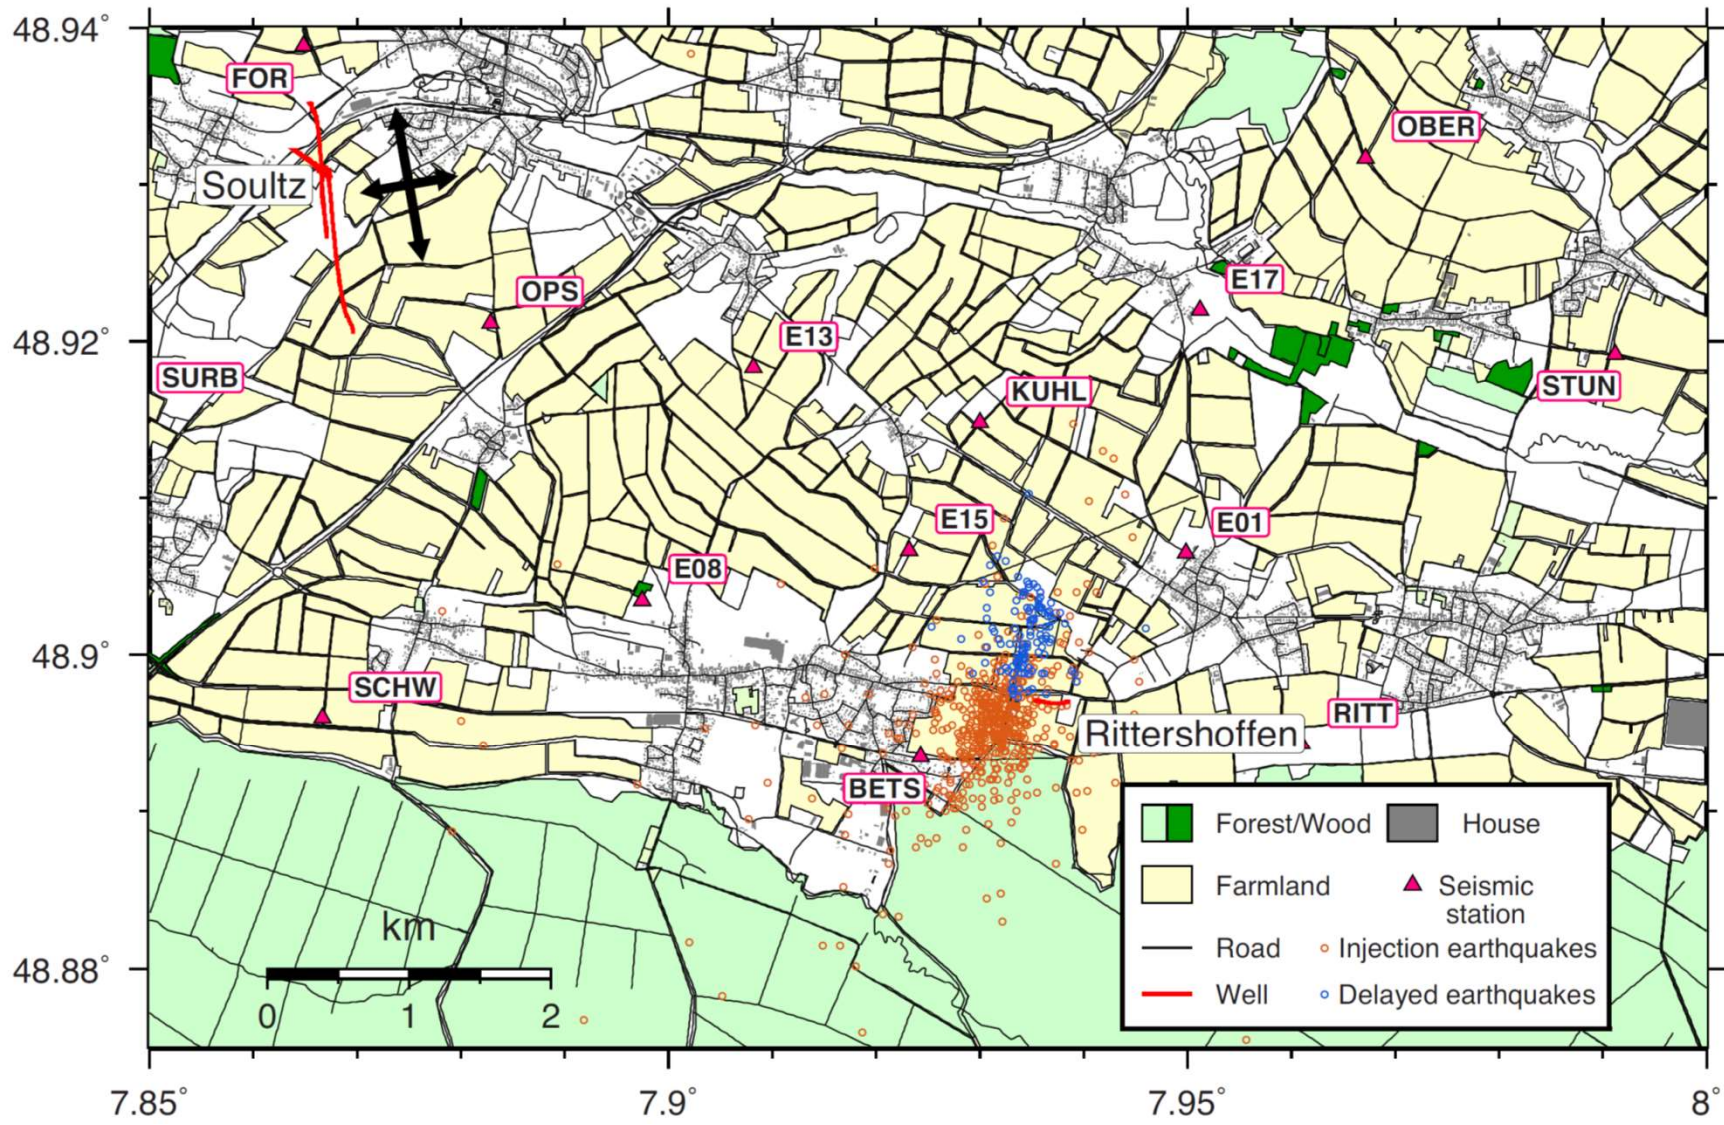 48.94°
FOR
OBER
Soultz
E17
OPS
48.92°
E13
SURB
KUHL
STUN
E15
E01
E08
48.9°
SCHW
RITT
Rittershoffen
BETS
Forest/Wood
House
Farmland
Seismic
station
km
Road
Injection earthquakes
48.88°
Well
Delayed earthquakes
0 1 2
7.85° 7.9° 7.95° 8°